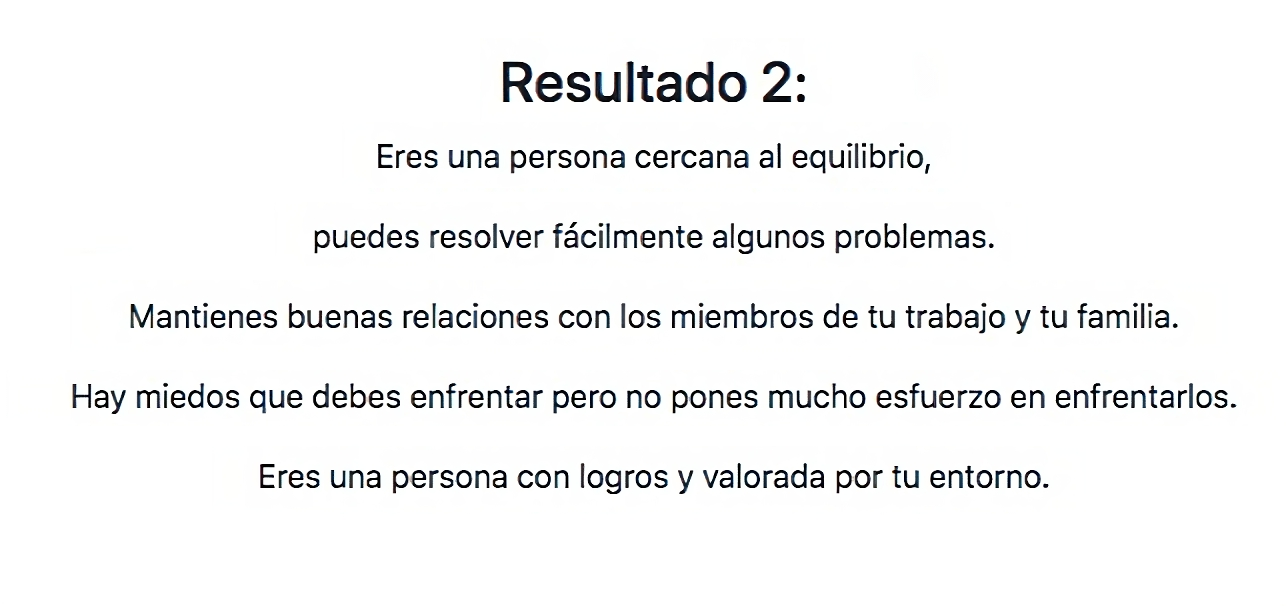 Resultado 2:
Eres una persona cercana al equilibrio,
puedes resolver fácilmente algunos problemas.
Mantienes buenas relaciones con los miembros de tu trabajo y tu familia.
Hay miedos que debes enfrentar pero no pones mucho esfuerzo en enfrentarlos.
Eres una persona con logros y valorada por tu entorno.